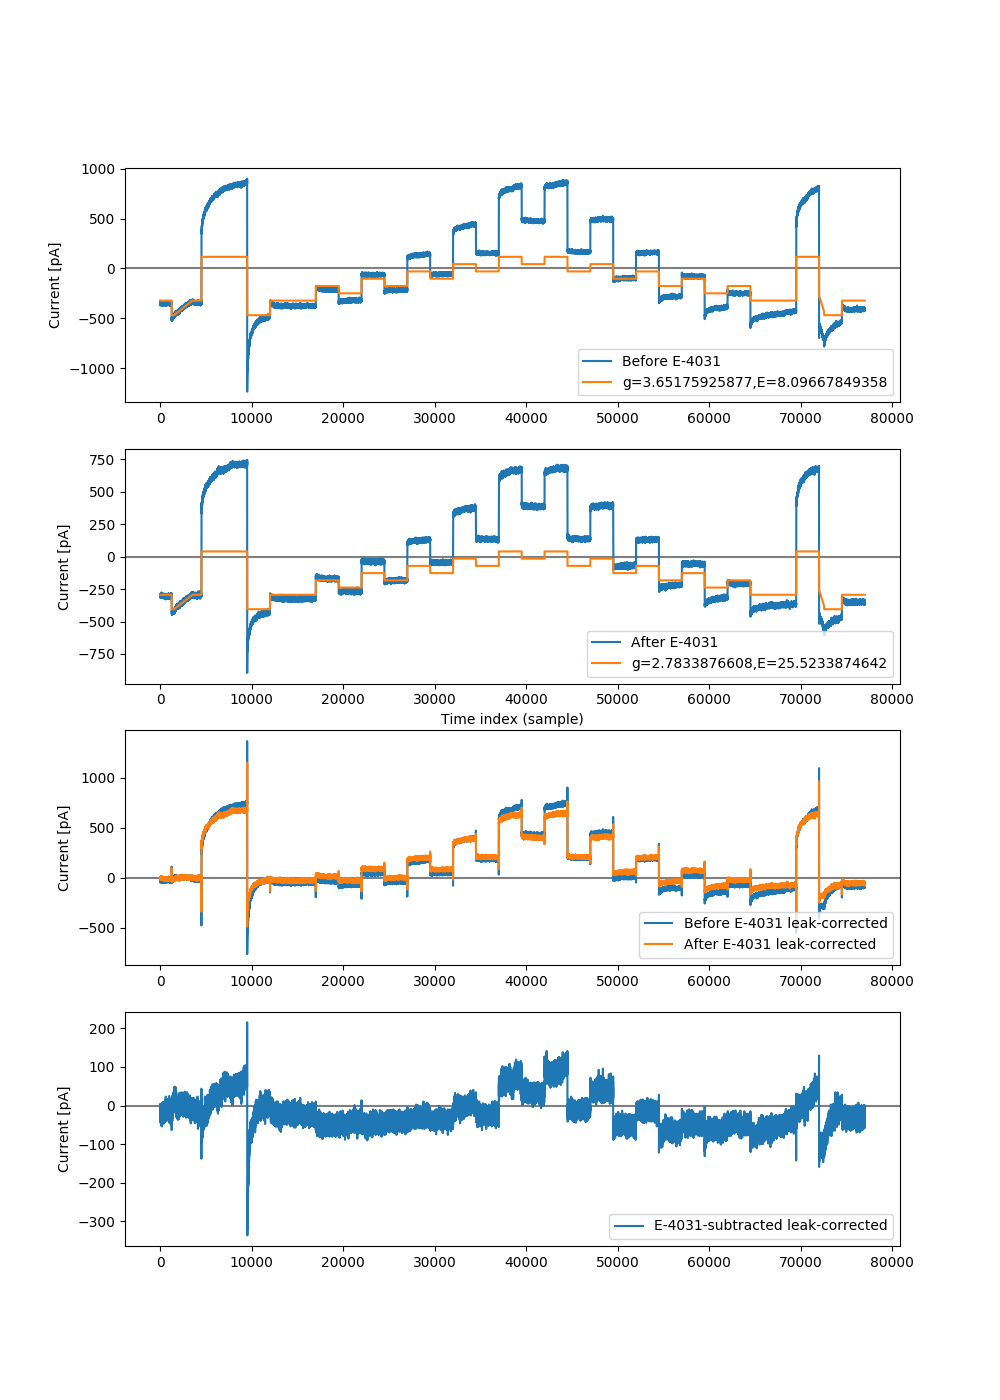 1000
500
0
−500
−1000
Current [pA]
Before E-4031
g=3.65175925877,E=8.09667849358
0 10000 20000 30000 40000 50000 60000 70000 80000
750
500
250
0
−250
−500
−750
Current [pA]
After E-4031
g=2.7833876608,E=25.5233874642
0 10000 20000 30000 40000 50000 60000 70000 80000
Time index (sample)
1000
500
0
−500
Current [pA]
Before E-4031 leak-corrected
After E-4031 leak-corrected
0 10000 20000 30000 40000 50000 60000 70000 80000
200
100
0
−100
−200
−300
Current [pA]
E-4031-subtracted leak-corrected
0 10000 20000 30000 40000 50000 60000 70000 80000